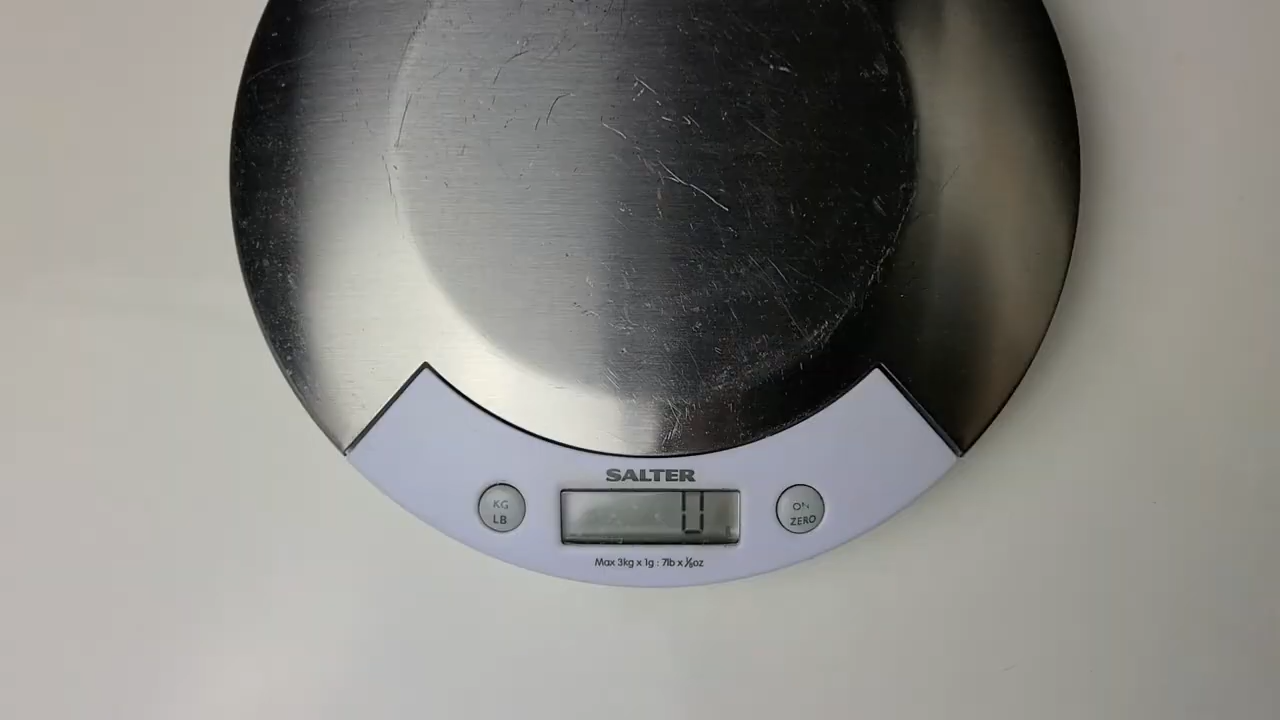 SALTER
KG
LB
0
ON
ZERO
Max 3kg x 1g : 7lb x ⅛oz